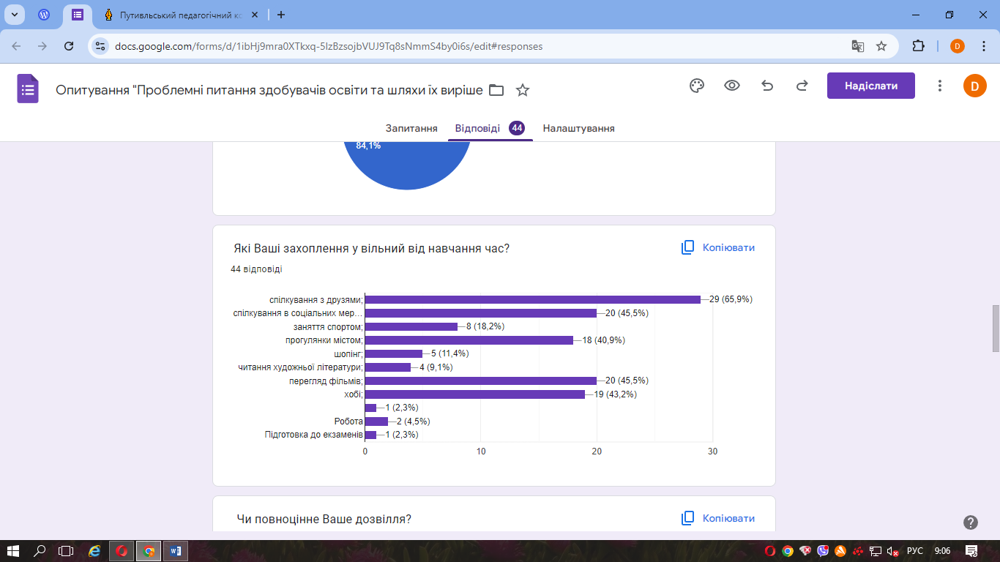 Путивльський педагогічний ко
docs.google.com/forms/d/1ibHj9mra0XTkxq-5IzBzsojbVUJ9Tq8sNmmS4by0i6s/edit#responses
D
Опитування "Проблемні питання здобувачів освіти та шляхи їх виріше
Надіслати
D
Запитання
Відповіді 44
Налаштування
84,1%
Які Ваші захоплення у вільний від навчання час?
Копіювати
44 відповіді
спілкування з друзями; 29 (65,9%)
спілкування в соціальних мер… 20 (45,5%)
заняття спортом; 8 (18,2%)
прогулянки містом; 18 (40,9%)
шопінг; 5 (11,4%)
читання художньої літератури; 4 (9,1%)
перегляд фільмів; 20 (45,5%)
хобі; 19 (43,2%)
1 (2,3%)
Робота 2 (4,5%)
Підготовка до екзаменів 1 (2,3%)
0 10 20 30
Чи повноцінне Ваше дозвілля?
Копіювати
РУС 9:06